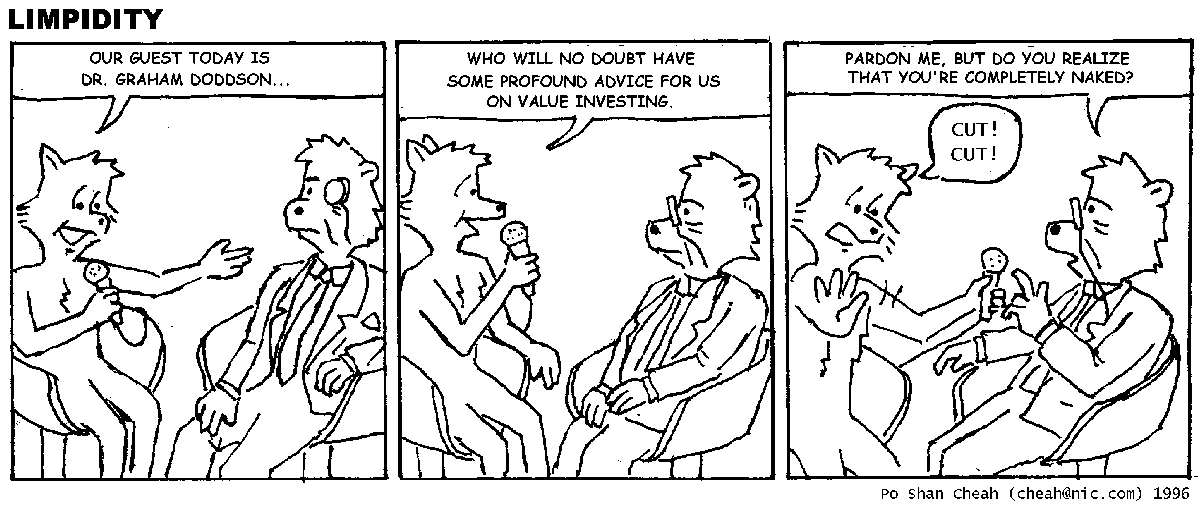 LIMPIDITY
OUR GUEST TODAY IS
DR. GRAHAM DODDSON...
WHO WILL NO DOUBT HAVE
SOME PROFOUND ADVICE FOR US
ON VALUE INVESTING.
PARDON ME, BUT DO YOU REALIZE
THAT YOU'RE COMPLETELY NAKED?
CUT!
CUT!
Po Shan Cheah (cheah@nic.com) 1996